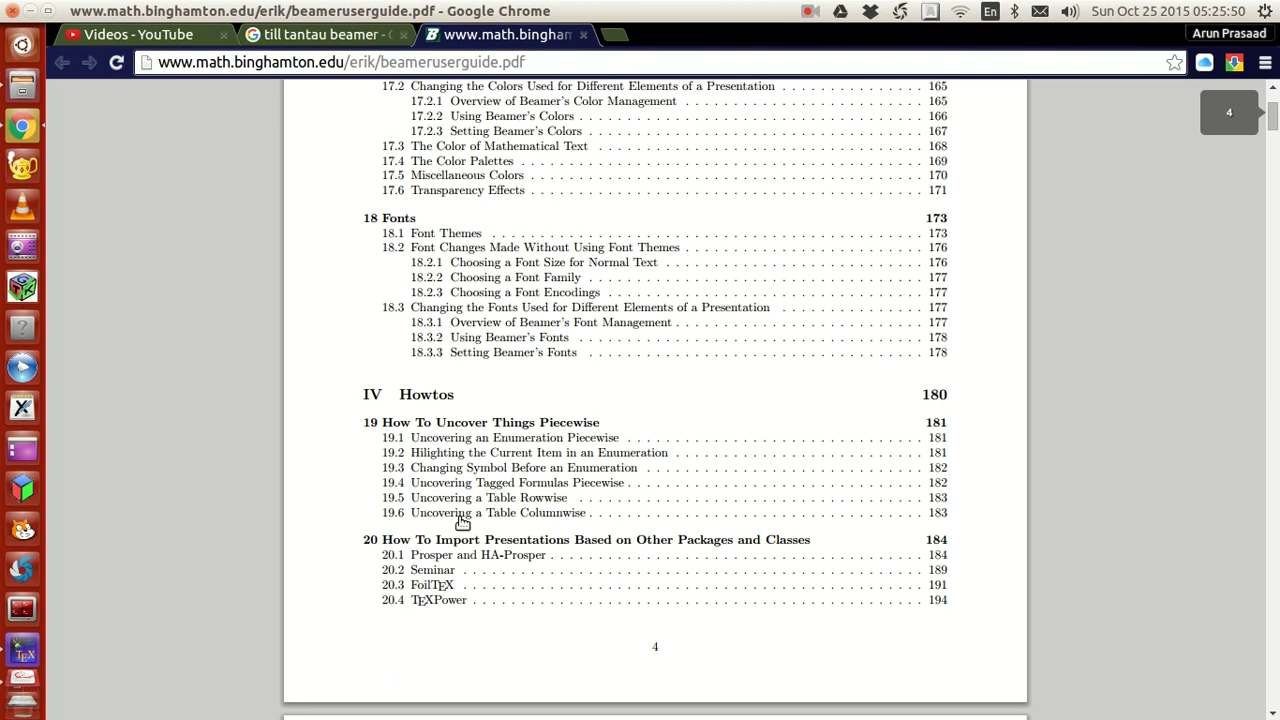 www.math.binghamton.edu/erik/beameruserguide.pdf - Google Chrome
En
Sun Oct 25 2015 05:25:50
Videos - YouTube
till tantau beamer -
www.math.bingham
Arun Prasaad
www.math.binghamton.edu/erik/beameruserguide.pdf
4
17.2 Changing the Colors Used for Different Elements of a Presentation 165
17.2.1 Overview of Beamer's Color Management 165
17.2.2 Using Beamer's Colors 166
17.2.3 Setting Beamer's Colors 167
17.3 The Color of Mathematical Text 168
17.4 The Color Palettes 169
17.5 Miscellaneous Colors 170
17.6 Transparency Effects 171
18 Fonts 173
18.1 Font Themes 173
18.2 Font Changes Made Without Using Font Themes 176
18.2.1 Choosing a Font Size for Normal Text 176
18.2.2 Choosing a Font Family 177
18.2.3 Choosing a Font Encodings 177
18.3 Changing the Fonts Used for Different Elements of a Presentation 177
18.3.1 Overview of Beamer's Font Management 177
18.3.2 Using Beamer's Fonts 178
18.3.3 Setting Beamer's Fonts 178
IV Howtos 180
19 How To Uncover Things Piecewise 181
19.1 Uncovering an Enumeration Piecewise 181
19.2 Hilighting the Current Item in an Enumeration 181
19.3 Changing Symbol Before an Enumeration 182
19.4 Uncovering Tagged Formulas Piecewise 182
19.5 Uncovering a Table Rowwise 183
19.6 Uncovering a Table Columnwise 183
20 How To Import Presentations Based on Other Packages and Classes 184
20.1 Prosper and HA-Prosper 184
20.2 Seminar 189
20.3 FoilTEX 191
20.4 TEXPower 194
4